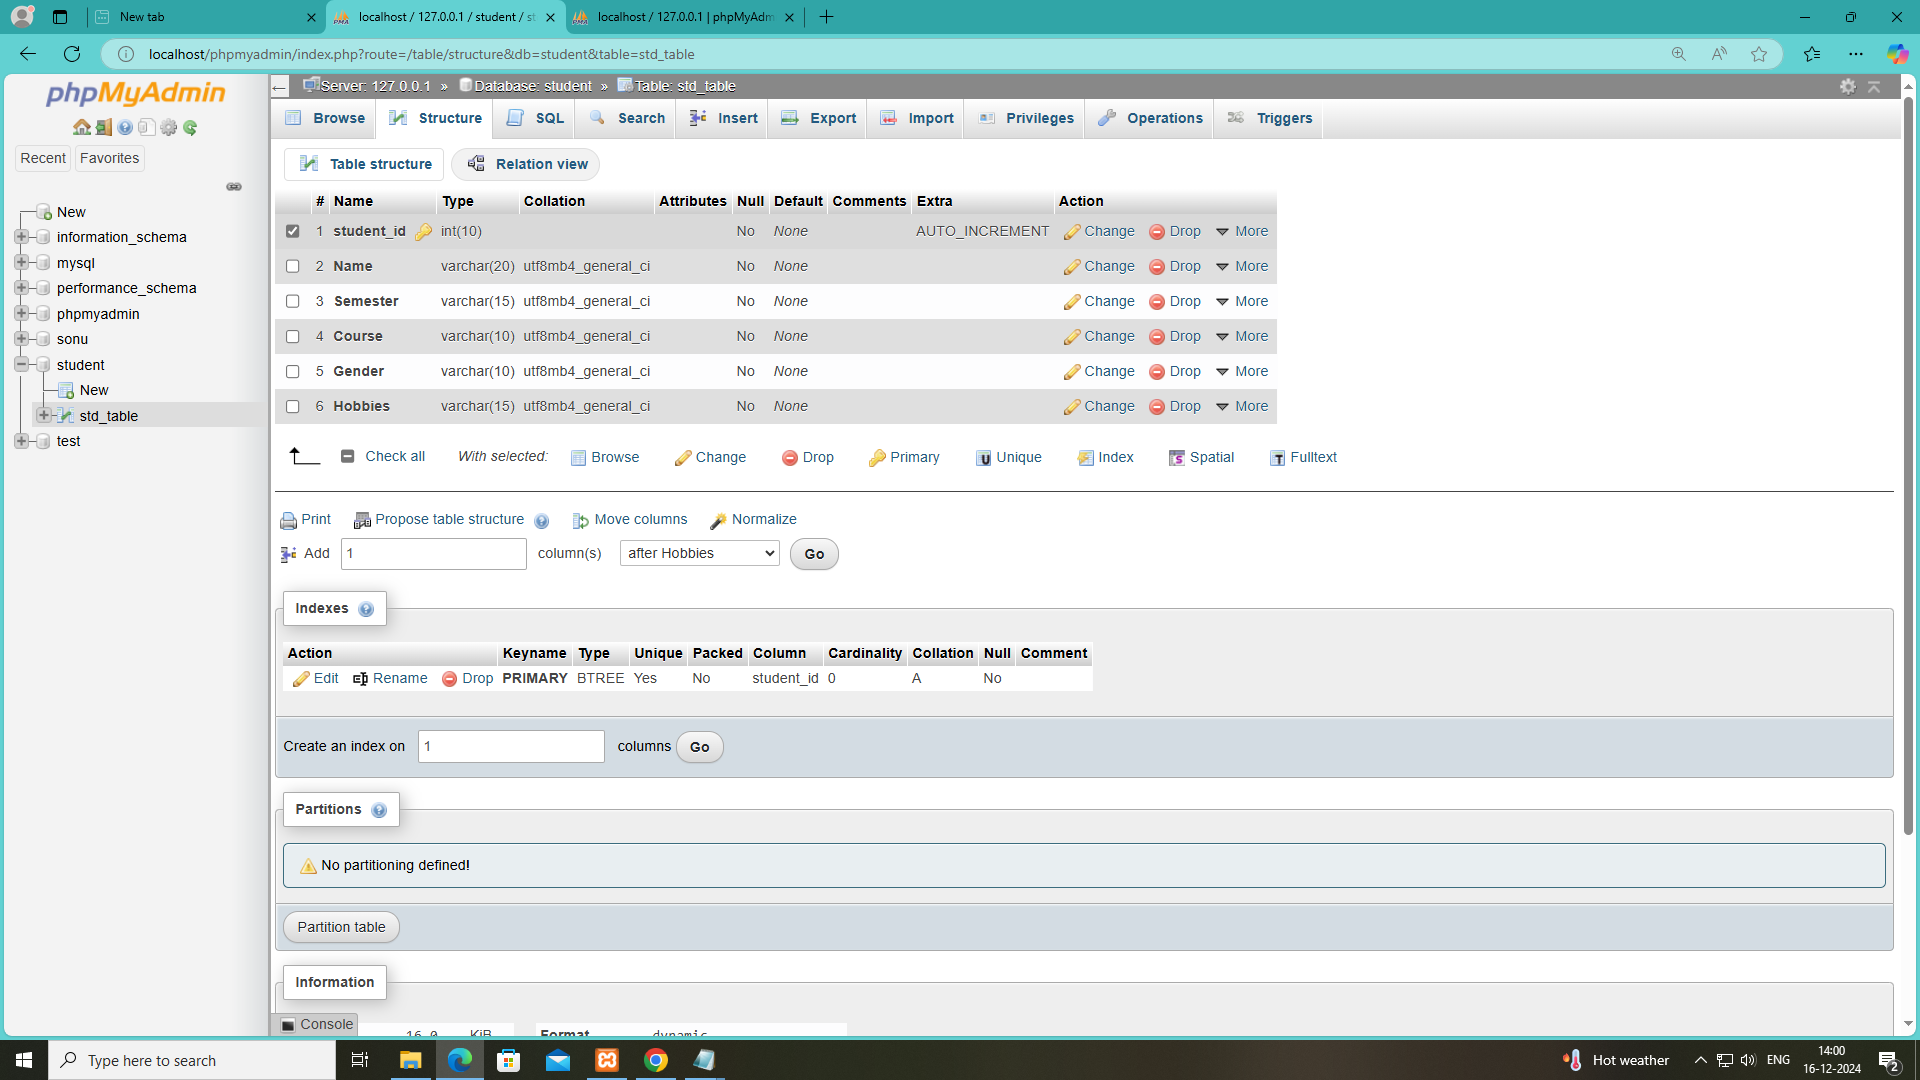 New tab
localhost / 127.0.0.1 / student / st
localhost / 127.0.0.1 | phpMyAdm
localhost/phpmyadmin/index.php?route=/table/structure&db=student&table=std_table
phpMyAdmin
Recent Favorites
New
information_schema
mysql
performance_schema
phpmyadmin
sonu
student
New
std_table
test
Server: 127.0.0.1 » Database: student » Table: std_table
Browse Structure SQL Search Insert Export Import Privileges Operations Triggers
Table structure Relation view
# Name Type Collation Attributes Null Default Comments Extra Action
1 student_id int(10) No None AUTO_INCREMENT Change Drop More
2 Name varchar(20) utf8mb4_general_ci No None Change Drop More
3 Semester varchar(15) utf8mb4_general_ci No None Change Drop More
4 Course varchar(10) utf8mb4_general_ci No None Change Drop More
5 Gender varchar(10) utf8mb4_general_ci No None Change Drop More
6 Hobbies varchar(15) utf8mb4_general_ci No None Change Drop More
Check all With selected: Browse Change Drop Primary Unique Index Spatial Fulltext
Print Propose table structure Move columns Normalize
Add 1 column(s) after Hobbies Go
Indexes
Action Keyname Type Unique Packed Column Cardinality Collation Null Comment
Edit Rename Drop PRIMARY BTREE Yes No student_id 0 A No
Create an index on 1 columns Go
Partitions
No partitioning defined!
Partition table
Information
Console
16.0 KiB Format dynamic
Type here to search
Hot weather
ENG
14:00
16-12-2024
2